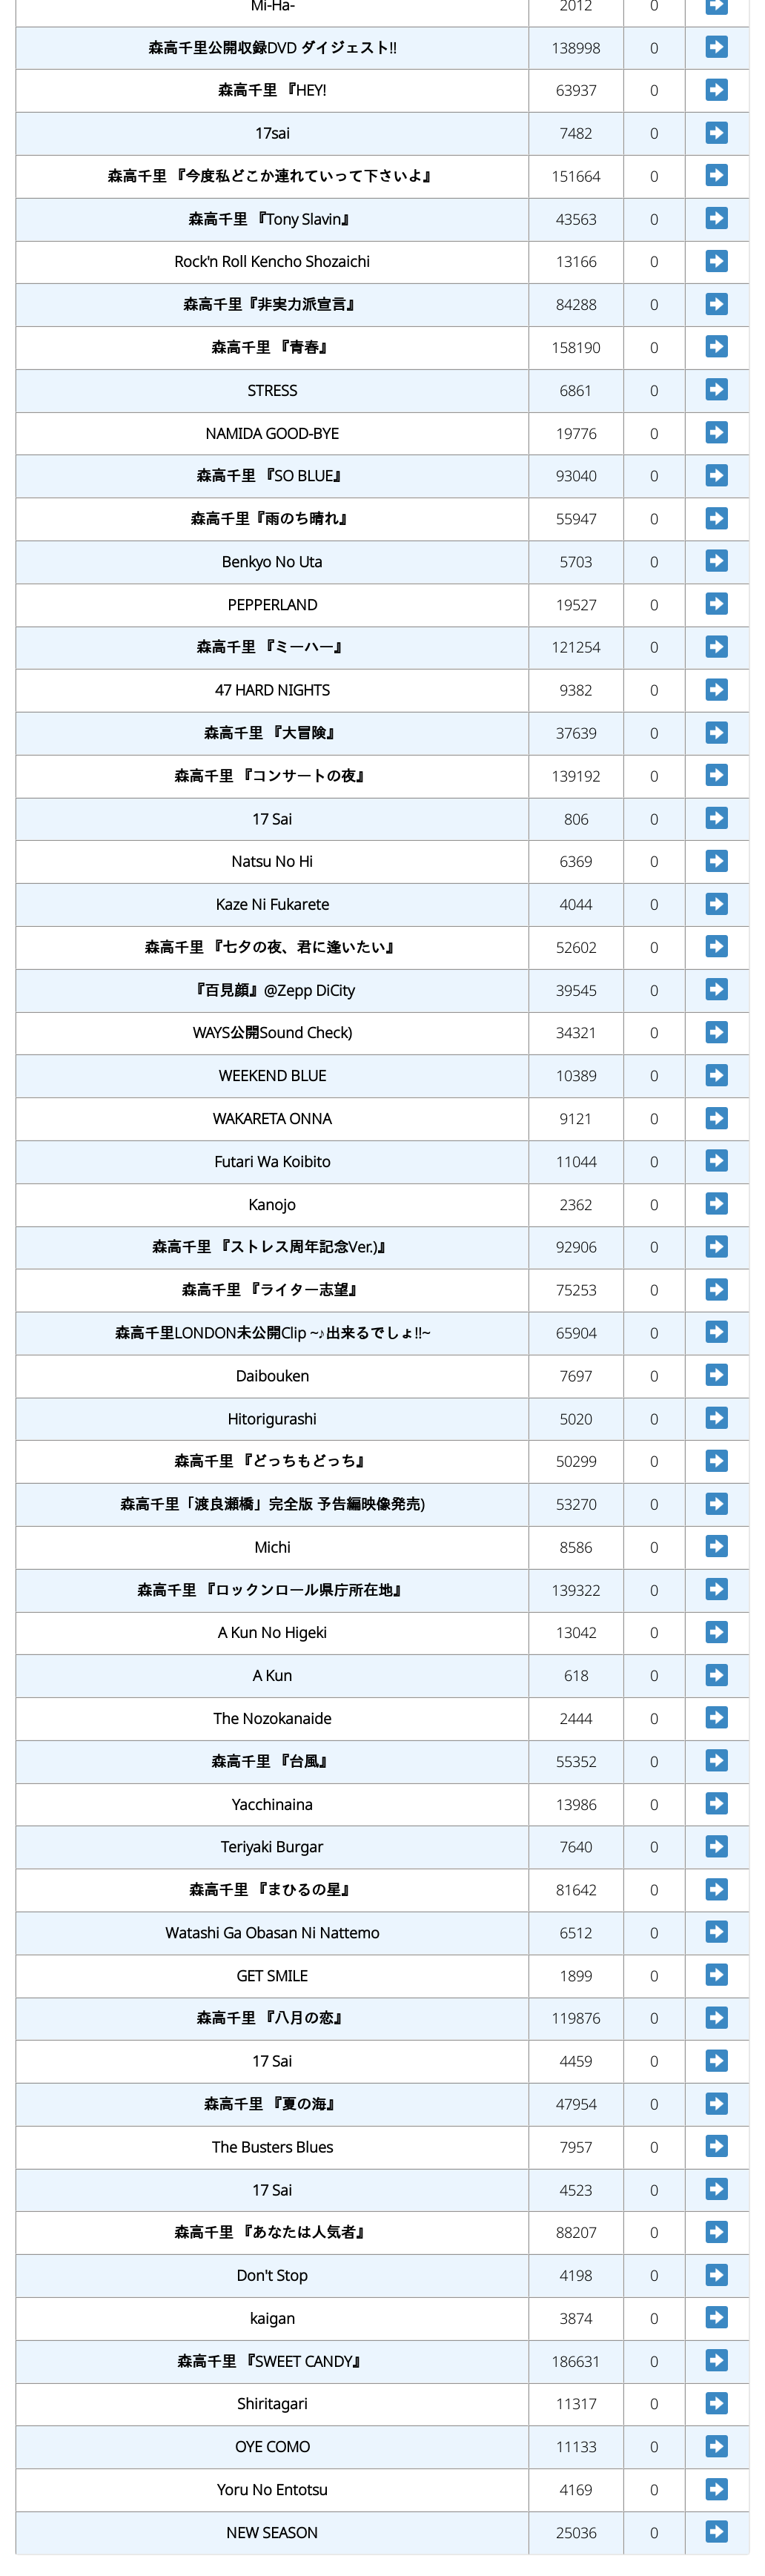 Mi-Ha- 2012 0
森高千里公開収録DVD ダイジェスト!! 138998 0
森高千里 『HEY! 63937 0
17sai 7482 0
森高千里 『今度私どこか連れていって下さいよ』 151664 0
森高千里 『Tony Slavin』 43563 0
Rock'n Roll Kencho Shozaichi 13166 0
森高千里『非実力派宣言』 84288 0
森高千里 『青春』 158190 0
STRESS 6861 0
NAMIDA GOOD-BYE 19776 0
森高千里 『SO BLUE』 93040 0
森高千里『雨のち晴れ』 55947 0
Benkyo No Uta 5703 0
PEPPERLAND 19527 0
森高千里 『ミーハー』 121254 0
47 HARD NIGHTS 9382 0
森高千里 『大冒険』 37639 0
森高千里 『コンサートの夜』 139192 0
17 Sai 806 0
Natsu No Hi 6369 0
Kaze Ni Fukarete 4044 0
森高千里 『七夕の夜、君に逢いたい』 52602 0
『百見顔』@Zepp DiCity 39545 0
WAYS公開Sound Check) 34321 0
WEEKEND BLUE 10389 0
WAKARETA ONNA 9121 0
Futari Wa Koibito 11044 0
Kanojo 2362 0
森高千里 『ストレス周年記念Ver.)』 92906 0
森高千里 『ライター志望』 75253 0
森高千里LONDON未公開Clip ~♪出来るでしょ!!~ 65904 0
Daibouken 7697 0
Hitorigurashi 5020 0
森高千里 『どっちもどっち』 50299 0
森高千里「渡良瀬橋」完全版 予告編映像発売) 53270 0
Michi 8586 0
森高千里 『ロックンロール県庁所在地』 139322 0
A Kun No Higeki 13042 0
A Kun 618 0
The Nozokanaide 2444 0
森高千里 『台風』 55352 0
Yacchinaina 13986 0
Teriyaki Burgar 7640 0
森高千里 『まひるの星』 81642 0
Watashi Ga Obasan Ni Nattemo 6512 0
GET SMILE 1899 0
森高千里 『八月の恋』 119876 0
17 Sai 4459 0
森高千里 『夏の海』 47954 0
The Busters Blues 7957 0
17 Sai 4523 0
森高千里 『あなたは人気者』 88207 0
Don't Stop 4198 0
kaigan 3874 0
森高千里 『SWEET CANDY』 186631 0
Shiritagari 11317 0
OYE COMO 11133 0
Yoru No Entotsu 4169 0
NEW SEASON 25036 0